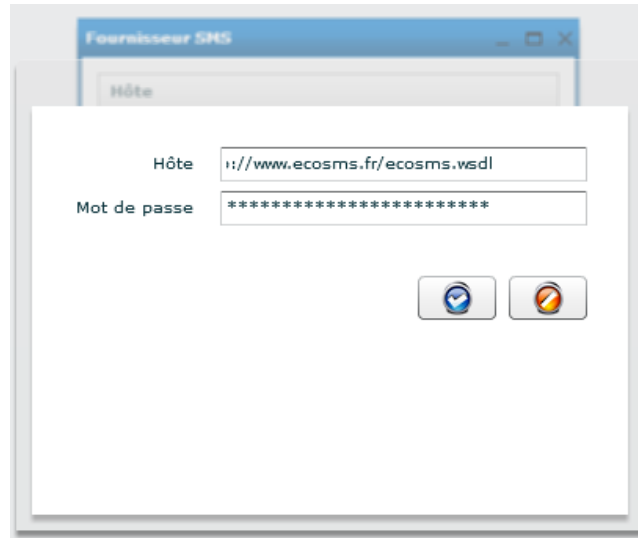 Fournisseur SMS
Hôte
Hôte
://www.ecosms.fr/ecosms.wsdl
Mot de passe
************************